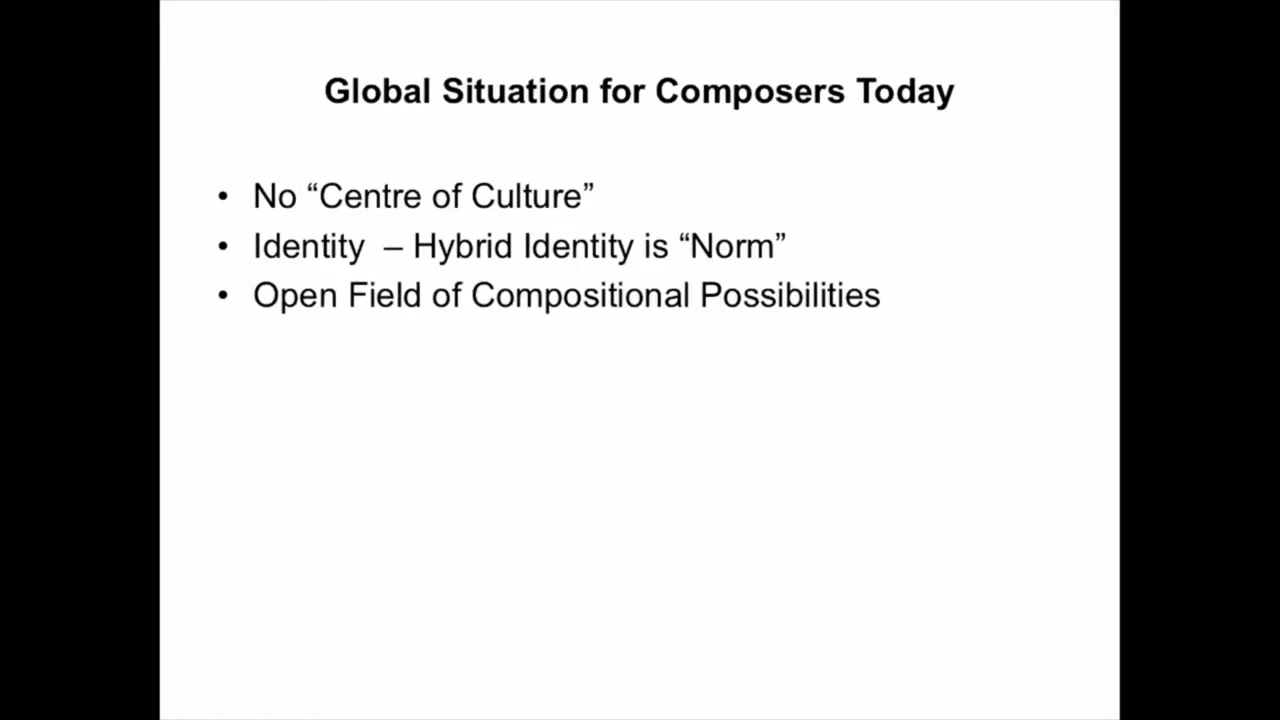 Global Situation for Composers Today
• No “Centre of Culture”
• Identity – Hybrid Identity is “Norm”
• Open Field of Compositional Possibilities